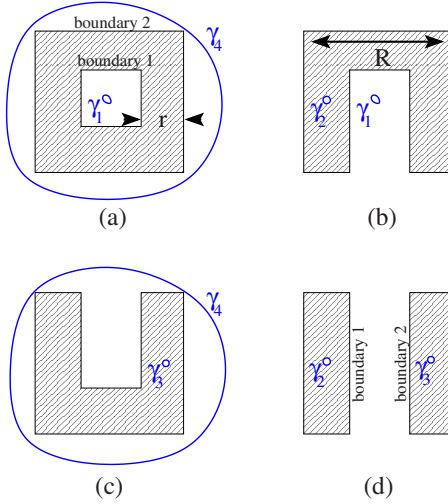 boundary 2
γ₄
boundary 1
γ₁°
r
(a)
R
γ₂° γ₁°
(b)
γ₄
γ₃°
(c)
boundary 1
boundary 2
γ₂° γ₃°
(d)